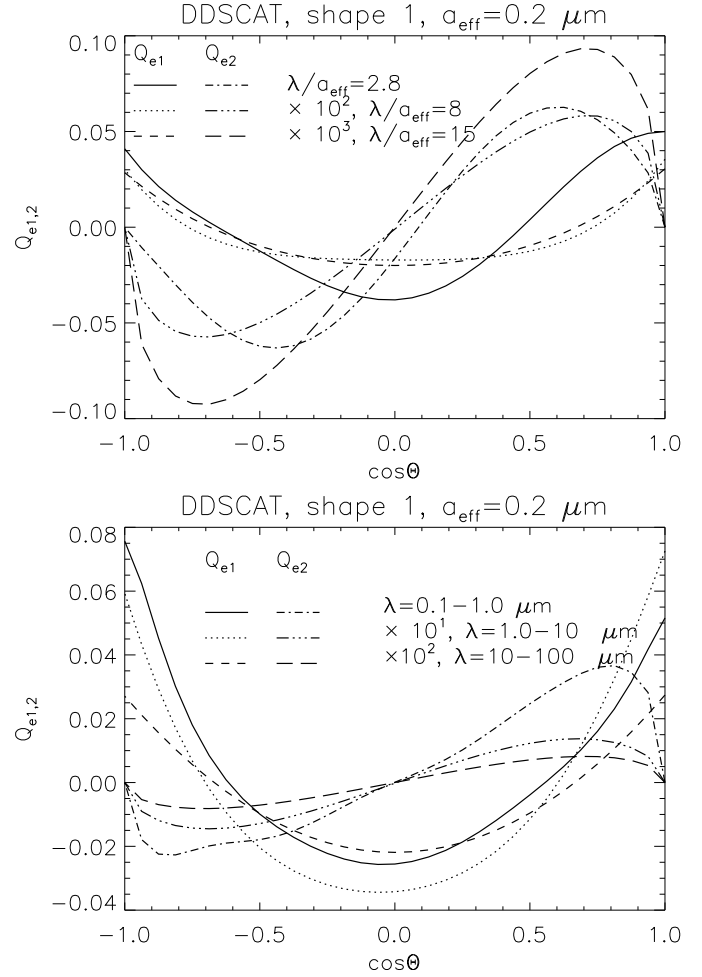 DDSCAT, shape 1, a_eff=0.2 μm
0.10
Q_e1 Q_e2
λ/a_eff=2.8
× 10^2, λ/a_eff=8
× 10^3, λ/a_eff=15
0.05
0.00
−0.05
−0.10
Q_e1,2
−1.0 −0.5 0.0 0.5 1.0
cosΘ
DDSCAT, shape 1, a_eff=0.2 μm
0.08
Q_e1 Q_e2
0.06
λ=0.1−1.0 μm
× 10^1, λ=1.0−10 μm
×10^2, λ=10−100 μm
0.04
0.02
0.00
−0.02
−0.04
Q_e1,2
−1.0 −0.5 0.0 0.5 1.0
cosΘ